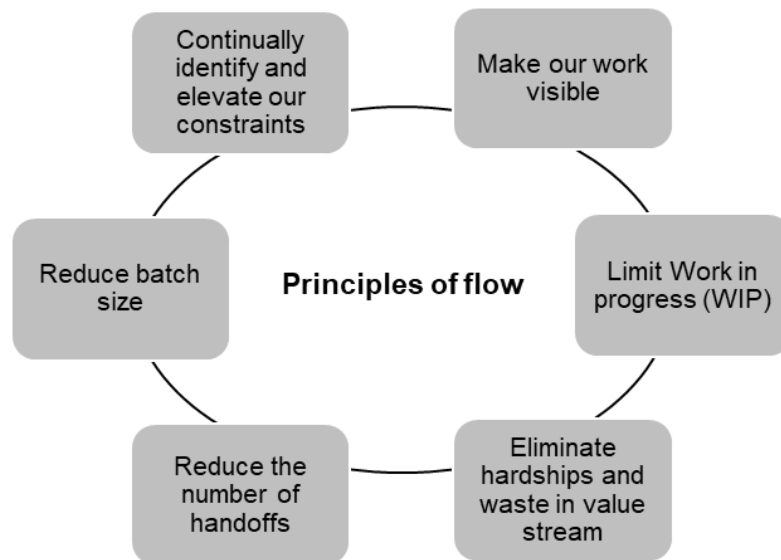 Continually
identify and
elevate our
constraints
Make our work
visible
Reduce batch
size
Principles of flow
Limit Work in
progress (WIP)
Reduce the
number of
handoffs
Eliminate
hardships and
waste in value
stream